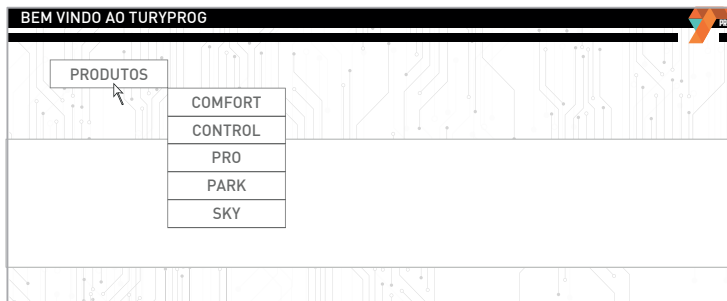 BEM VINDO AO TURYPROG
PRODUTOS
COMFORT
CONTROL
PRO
PARK
SKY